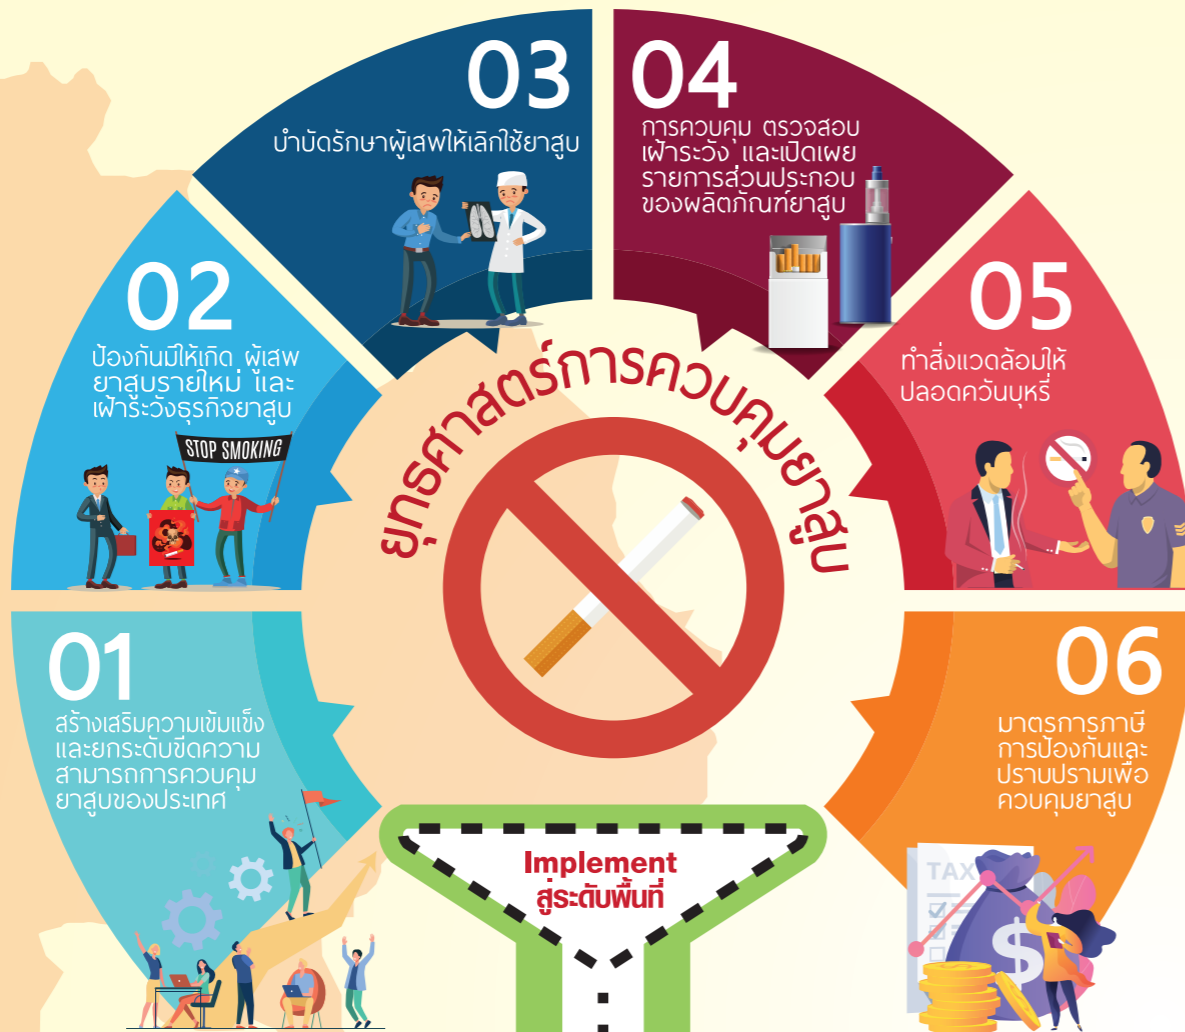 ยุทธศาสตร์การควบคุมยาสูบ
01
สร้างเสริมความเข้มแข็ง
และยกระดับขีดความ
สามารถการควบคุม
ยาสูบของประเทศ
02
ป้องกันมิให้เกิด ผู้เสพ
ยาสูบรายใหม่ และ
เฝ้าระวังธุรกิจยาสูบ
STOP SMOKING
03
บำบัดรักษาผู้เสพให้เลิกใช้ยาสูบ
04
การควบคุม ตรวจสอบ
เฝ้าระวัง และเปิดเผย
รายการส่วนประกอบ
ของผลิตภัณฑ์ยาสูบ
05
ทำสิ่งแวดล้อมให้
ปลอดควันบุหรี่
06
มาตรการภาษี
การป้องกันและ
ปราบปรามเพื่อ
ควบคุมยาสูบ
TAX
$
Implement
สู่ระดับพื้นที่